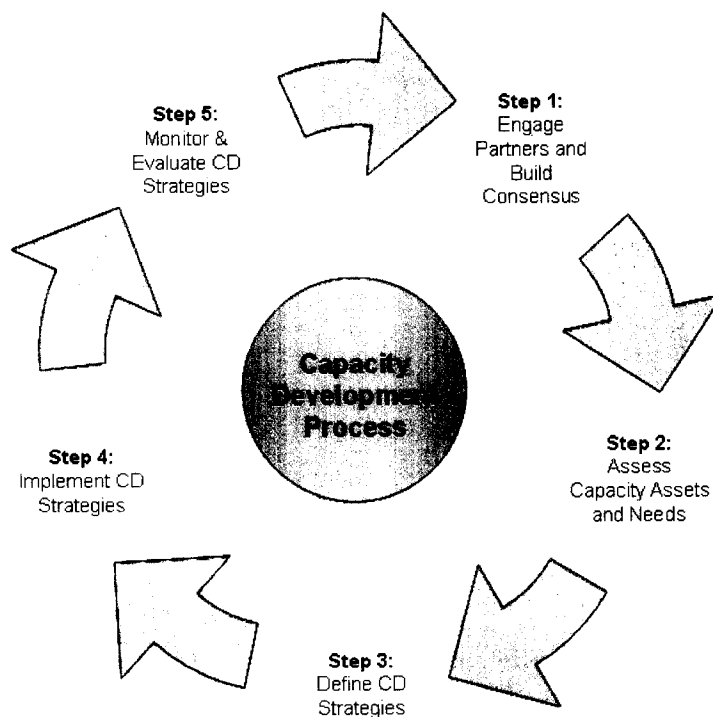 Step 1:
Engage
Partners and
Build
Consensus
Step 2:
Assess
Capacity Assets
and Needs
Step 3:
Define CD
Strategies
Step 4:
Implement CD
Strategies
Step 5:
Monitor &
Evaluate CD
Strategies
Capacity
Development
Process